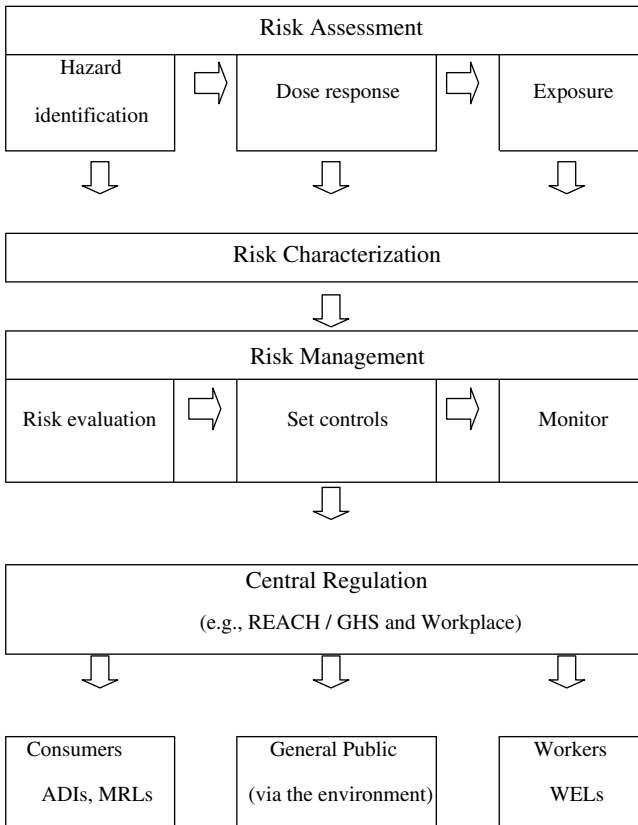 Risk Assessment
Hazard
identification
Dose response
Exposure
Risk Characterization
Risk Management
Risk evaluation
Set controls
Monitor
Central Regulation
(e.g., REACH / GHS and Workplace)
Consumers
ADIs, MRLs
General Public
(via the environment)
Workers
WELs